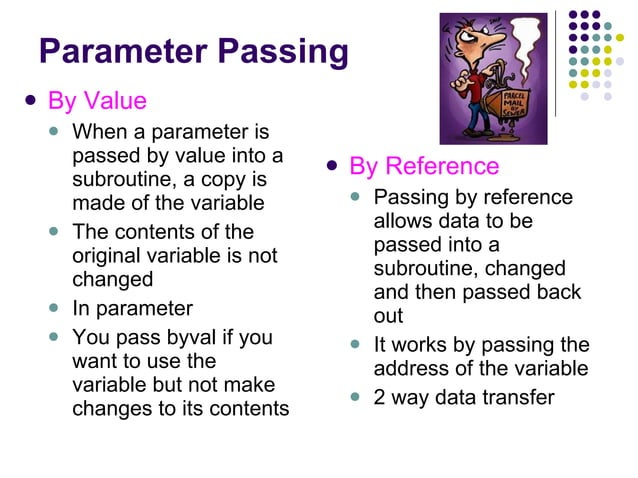 Parameter Passing
By Value
When a parameter is
passed by value into a
subroutine, a copy is
made of the variable
The contents of the
original variable is not
changed
In parameter
You pass byval if you
want to use the
variable but not make
changes to its contents
PARCEL
MAIL
BY
SEWER
By Reference
Passing by reference
allows data to be
passed into a
subroutine, changed
and then passed back
out
It works by passing the
address of the variable
2 way data transfer